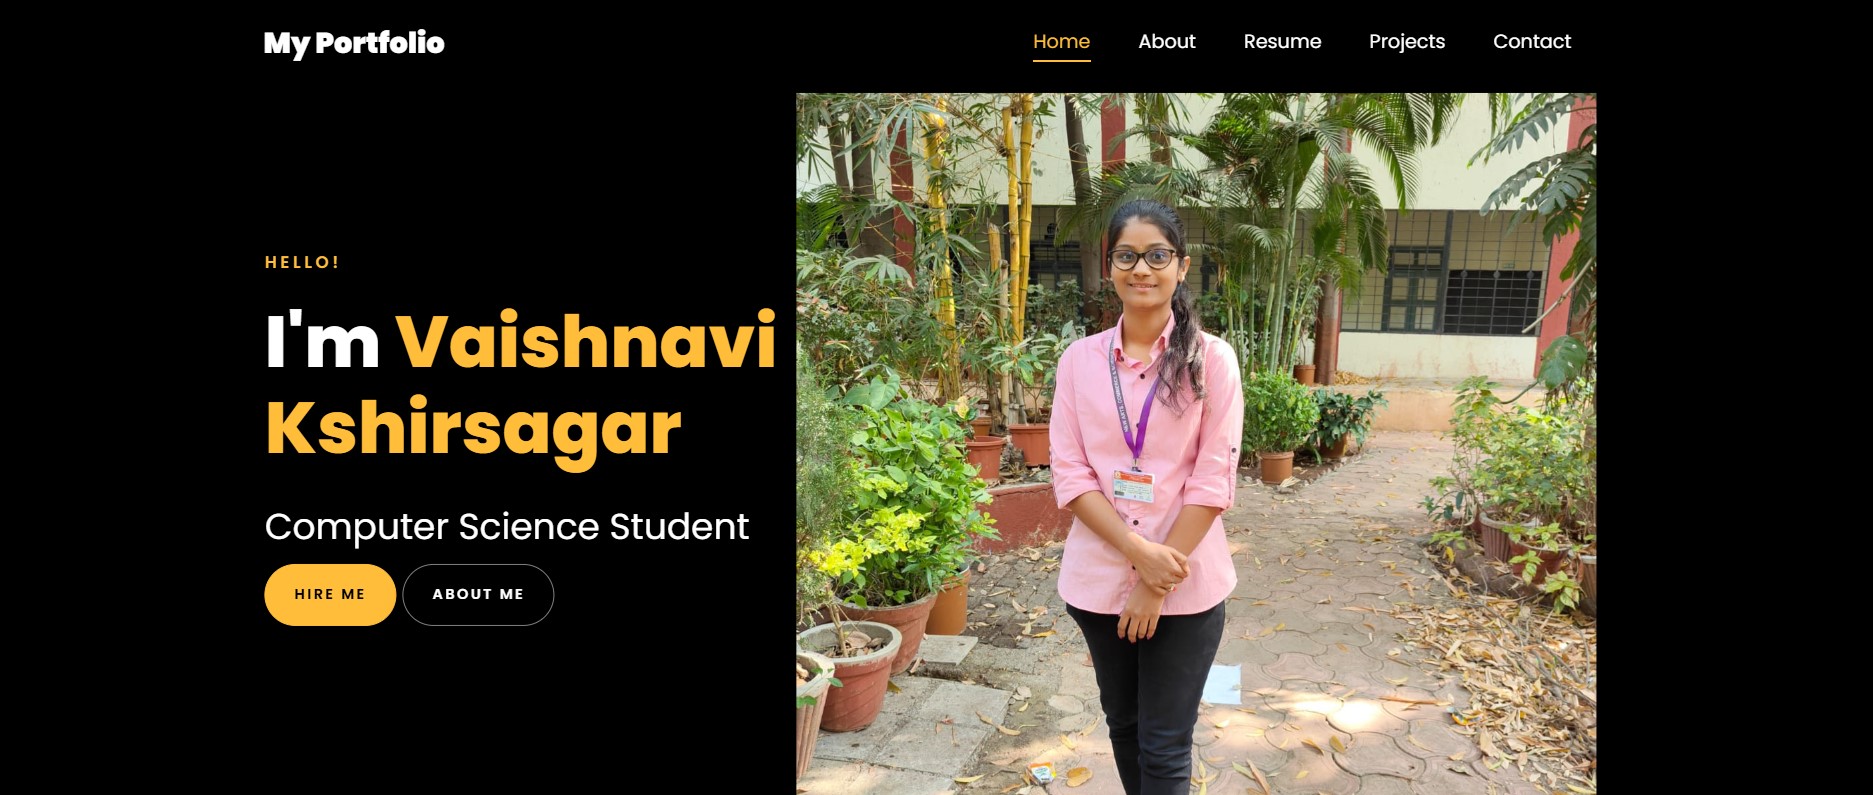 My Portfolio
Home About Resume Projects Contact
HELLO!
I'm Vaishnavi
Kshirsagar
Computer Science Student
HIRE ME ABOUT ME